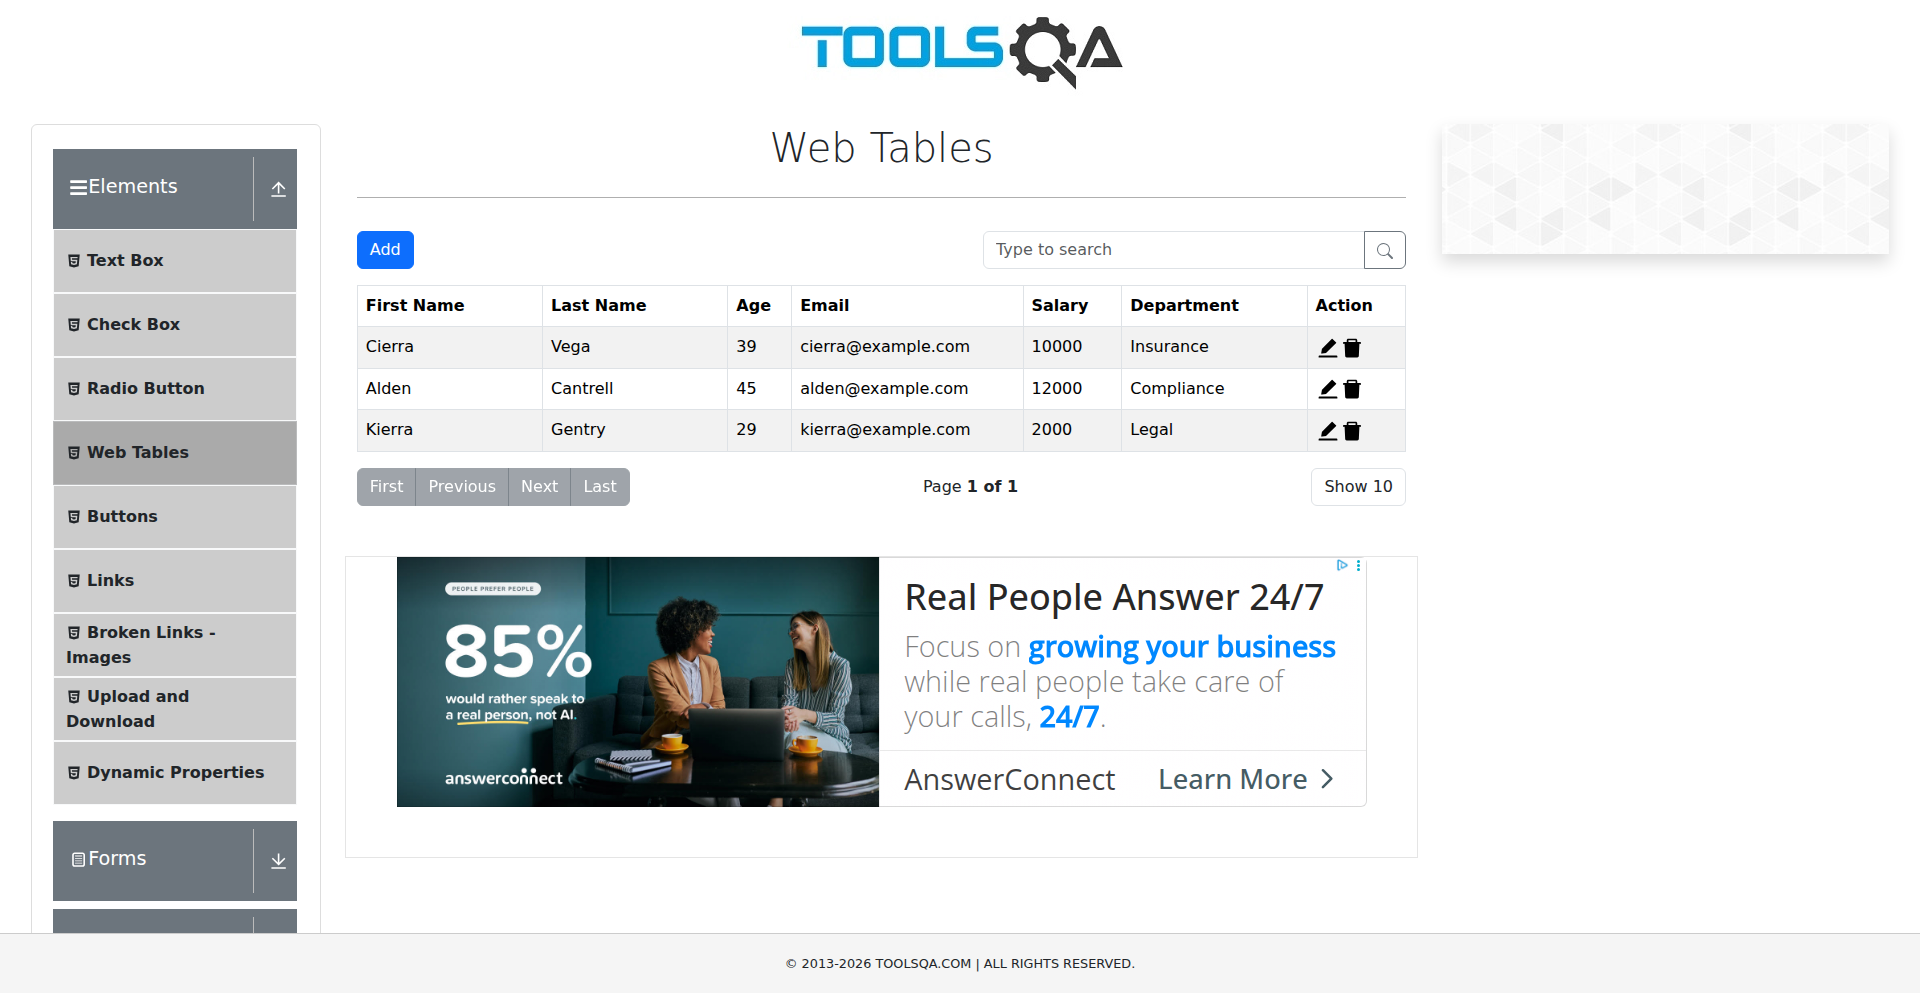 TOOLSQA
Web Tables
Elements
Text Box
Check Box
Radio Button
Web Tables
Buttons
Links
Broken Links -
Images
Upload and
Download
Dynamic Properties
Forms
Add
Type to search
First Name Last Name Age Email Salary Department Action
Cierra Vega 39 cierra@example.com 10000 Insurance
Alden Cantrell 45 alden@example.com 12000 Compliance
Kierra Gentry 29 kierra@example.com 2000 Legal
First Previous Next Last
Page 1 of 1
Show 10
PEOPLE PREFER PEOPLE
85%
would rather speak to
a real person, not AI.
answerconnect
Real People Answer 24/7
Focus on growing your business
while real people take care of
your calls, 24/7.
AnswerConnect
Learn More
© 2013-2026 TOOLSQA.COM | ALL RIGHTS RESERVED.